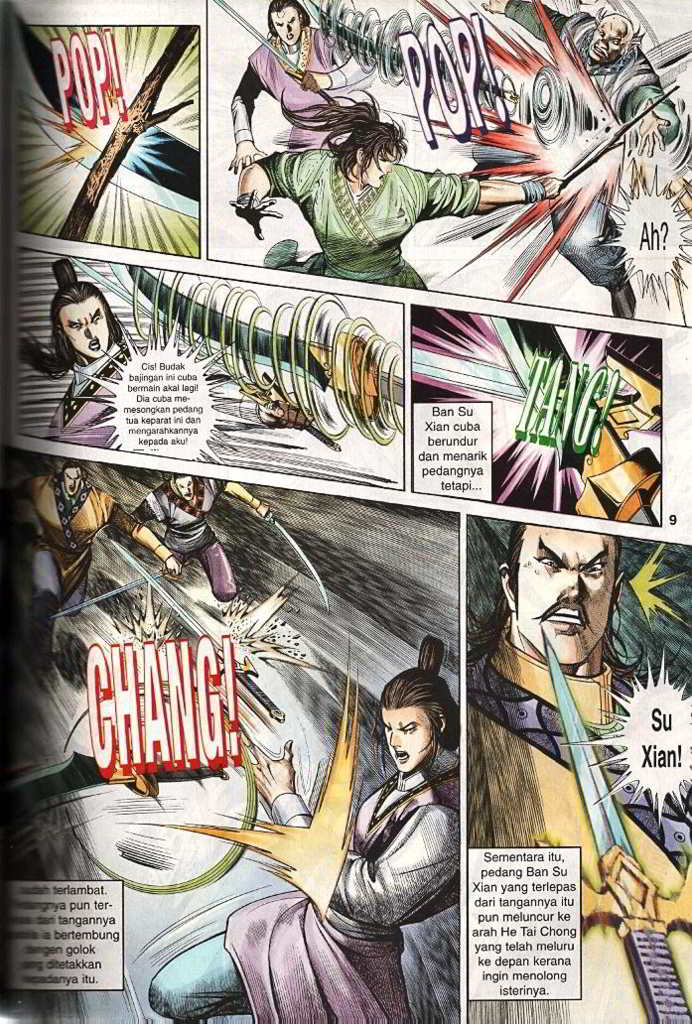 POP!
POP!
Ah?
Cis! Budak
bajingan ini cuba
bermain akal lagi!
Dia cuba me-
mesongkan pedang
tua keparat ini dan
mengarahkannya
kepada aku!
TANG!
Ban Su
Xian cuba
berundur
dan menarik
pedangnya
tetapi...
9
CHANG!
terlambat.
pun ter-
dari tangannya
ia bertembung
dengan golok
yang ditetakkan
itu.
Su
Xian!
Sementara itu,
pedang Ban Su
Xian yang terlepas
dari tangannya itu
pun meluncur ke
arah He Tai Chong
yang telah meluru
ke depan kerana
ingin menolong
isterinya.